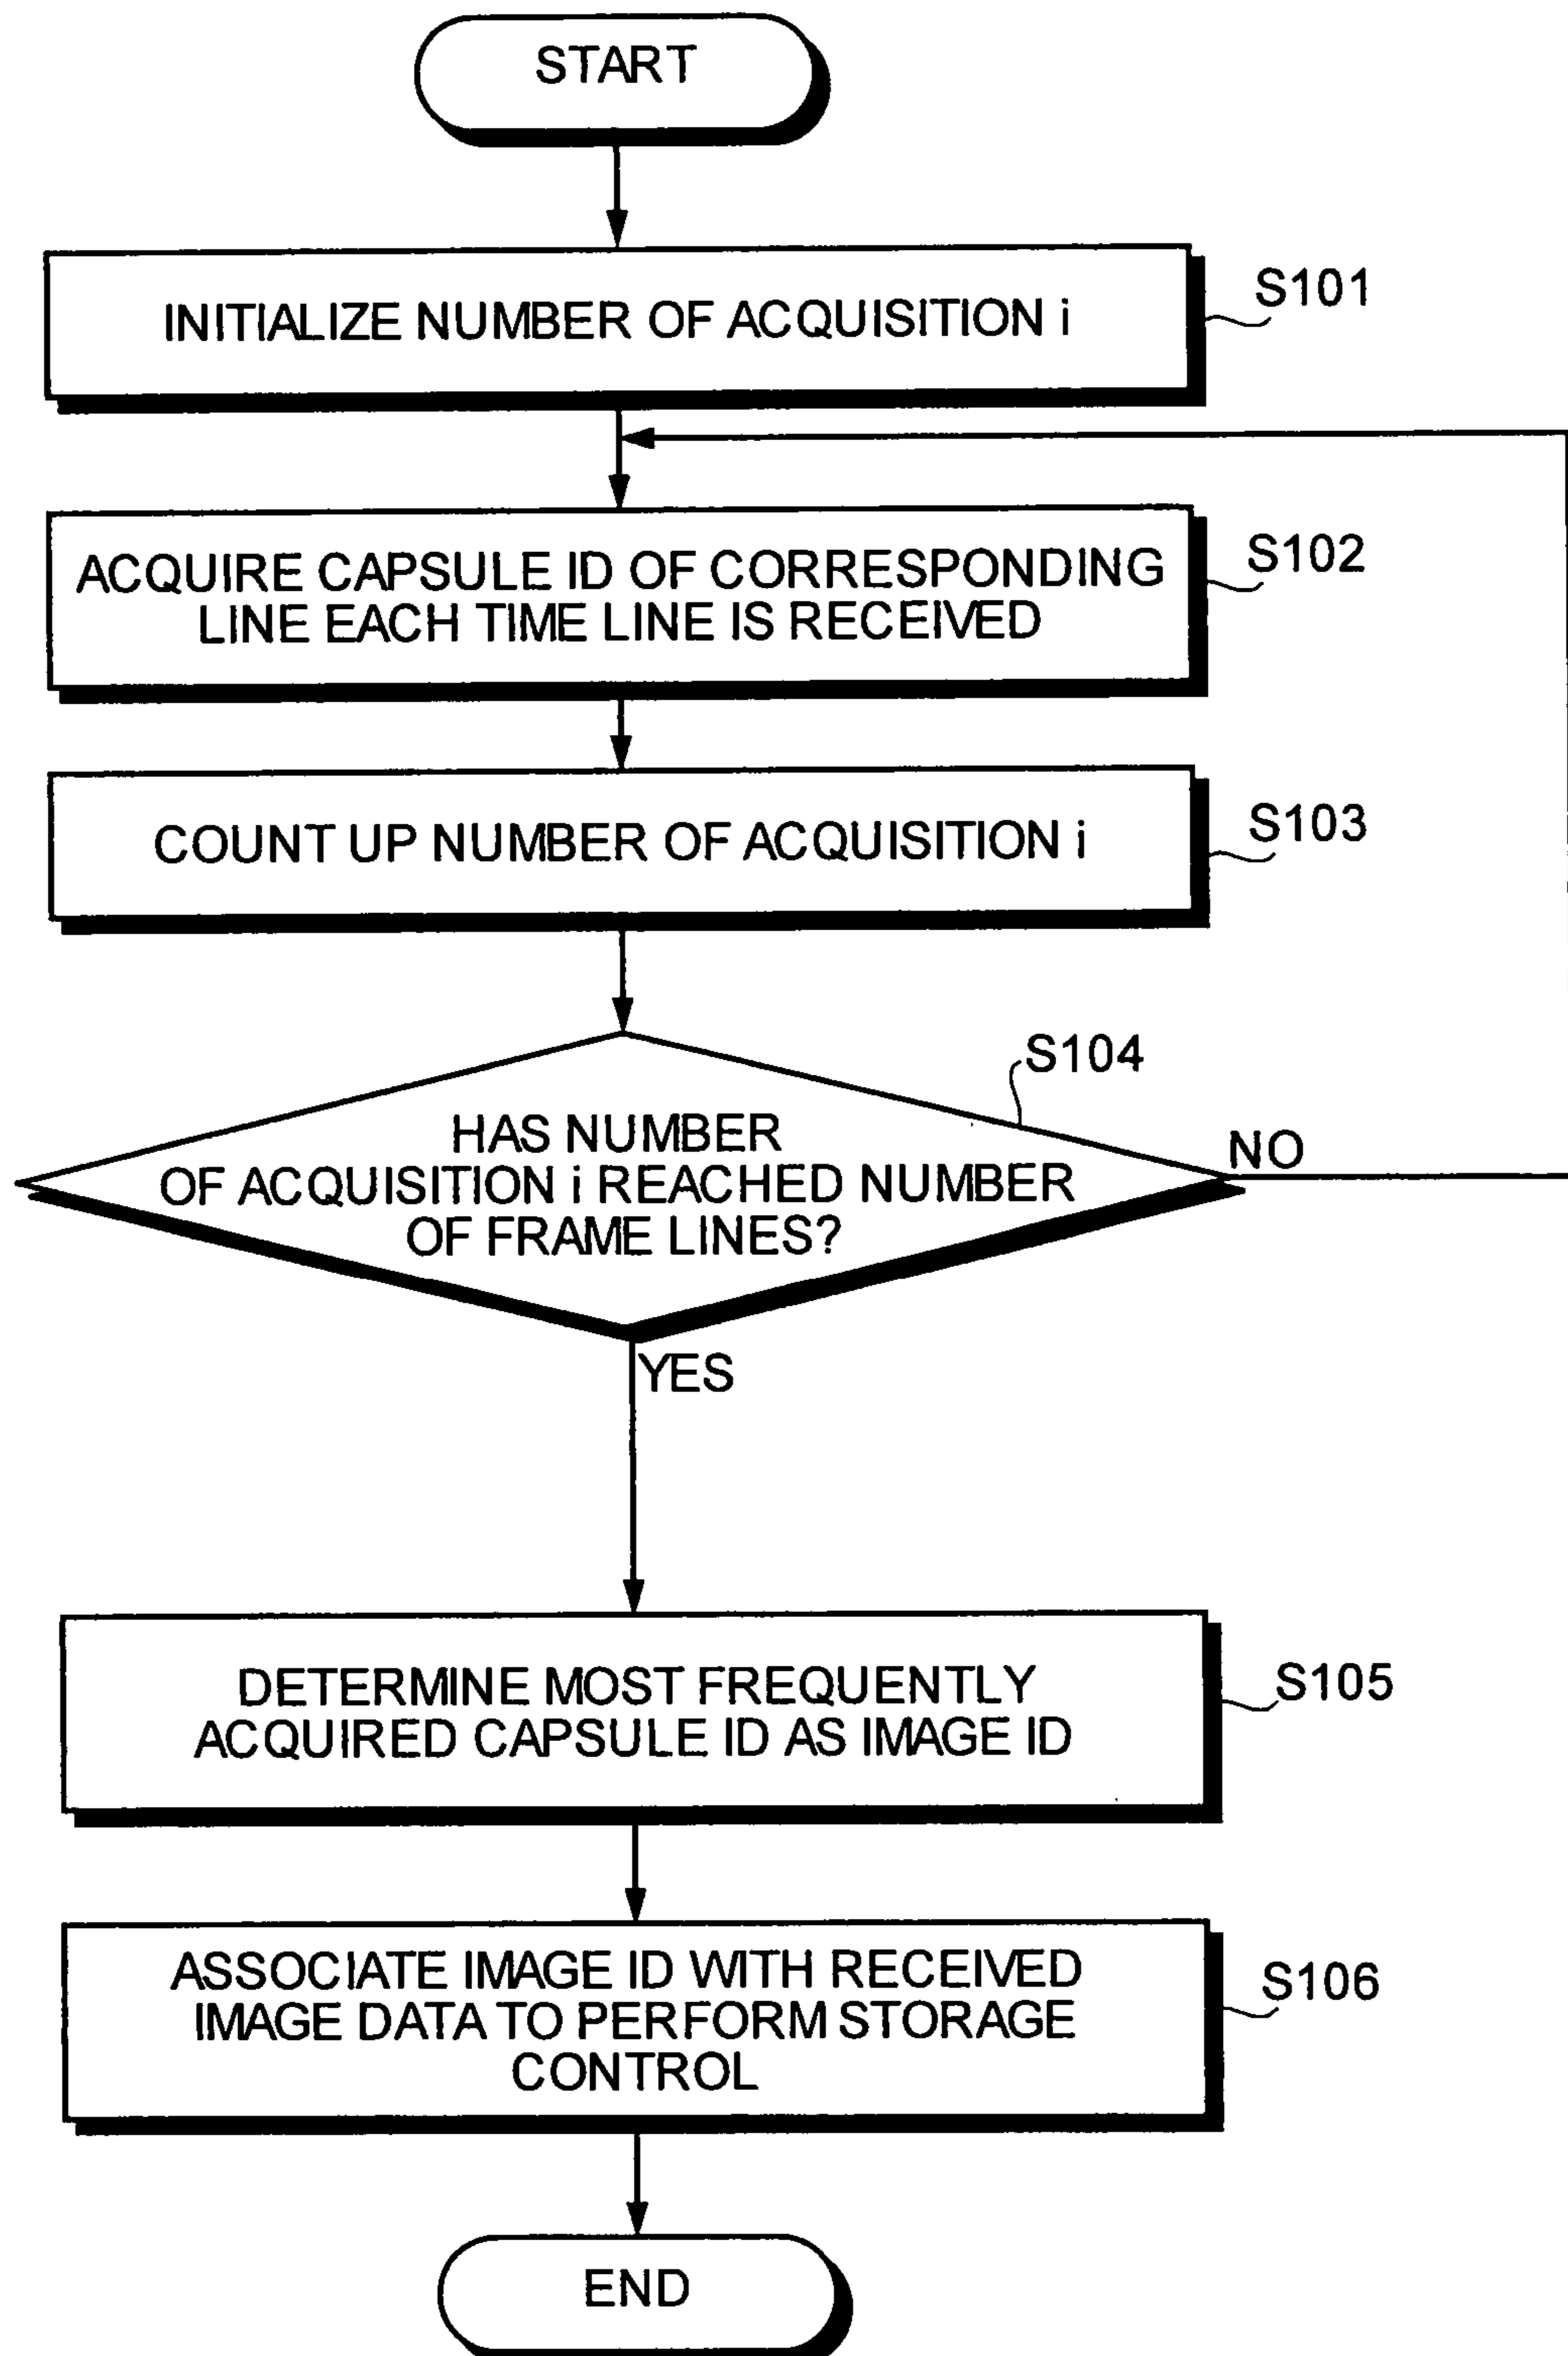 START
INITIALIZE NUMBER OF ACQUISITION i
S101
ACQUIRE CAPSULE ID OF CORRESPONDING
LINE EACH TIME LINE IS RECEIVED
S102
COUNT UP NUMBER OF ACQUISITION i
S103
S104
HAS NUMBER
OF ACQUISITION i REACHED NUMBER
OF FRAME LINES?
NO
YES
DETERMINE MOST FREQUENTLY
ACQUIRED CAPSULE ID AS IMAGE ID
S105
ASSOCIATE IMAGE ID WITH RECEIVED
IMAGE DATA TO PERFORM STORAGE
CONTROL
S106
END